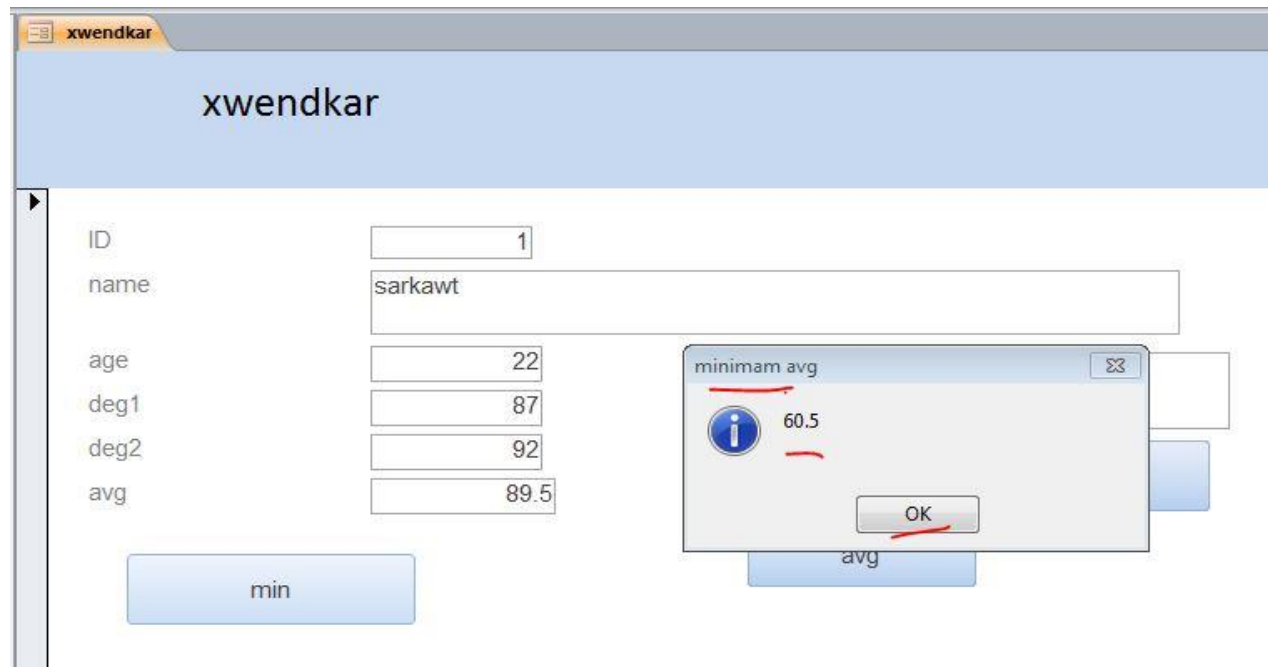 xwendkar
xwendkar
ID 1
name sarkawt
age 22
deg1 87
deg2 92
avg 89.5
minimam avg
60.5
OK
min
avg